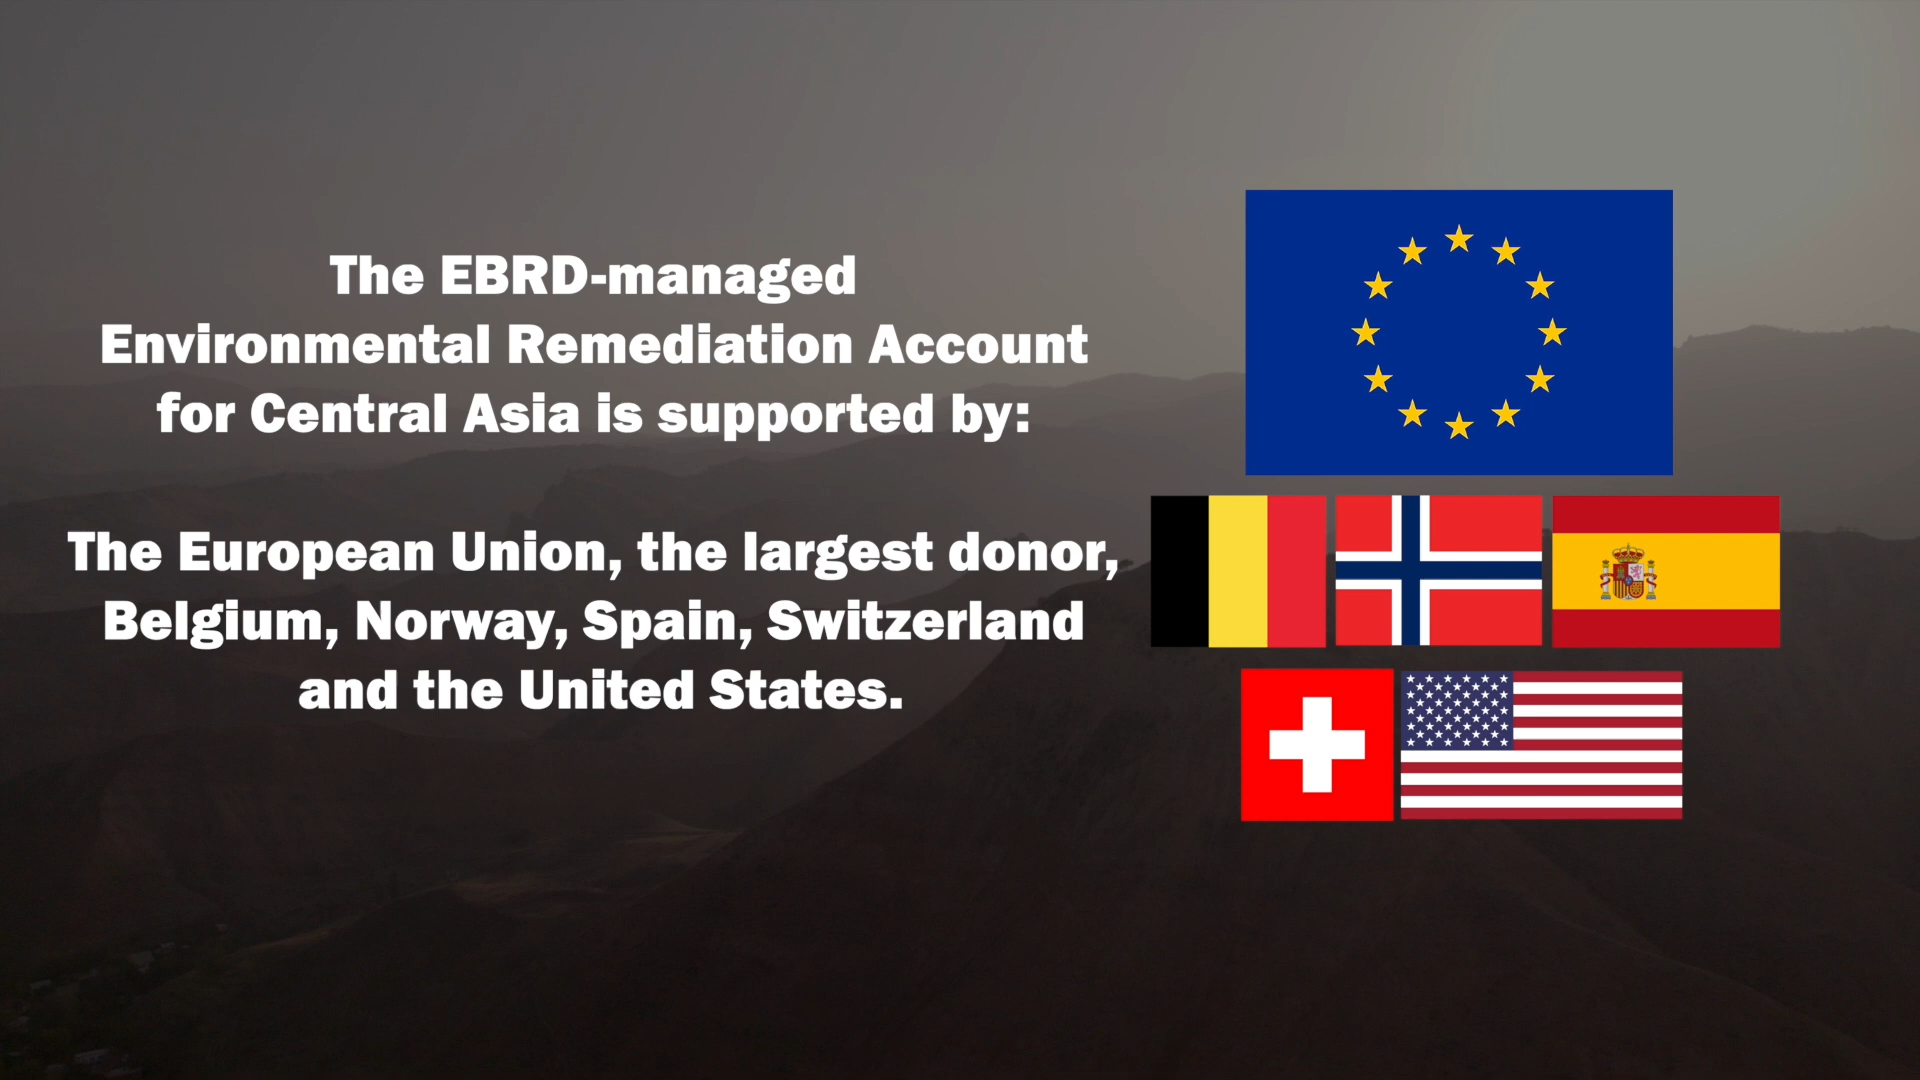 The EBRD-managed
Environmental Remediation Account
for Central Asia is supported by:
The European Union, the largest donor,
Belgium, Norway, Spain, Switzerland
and the United States.